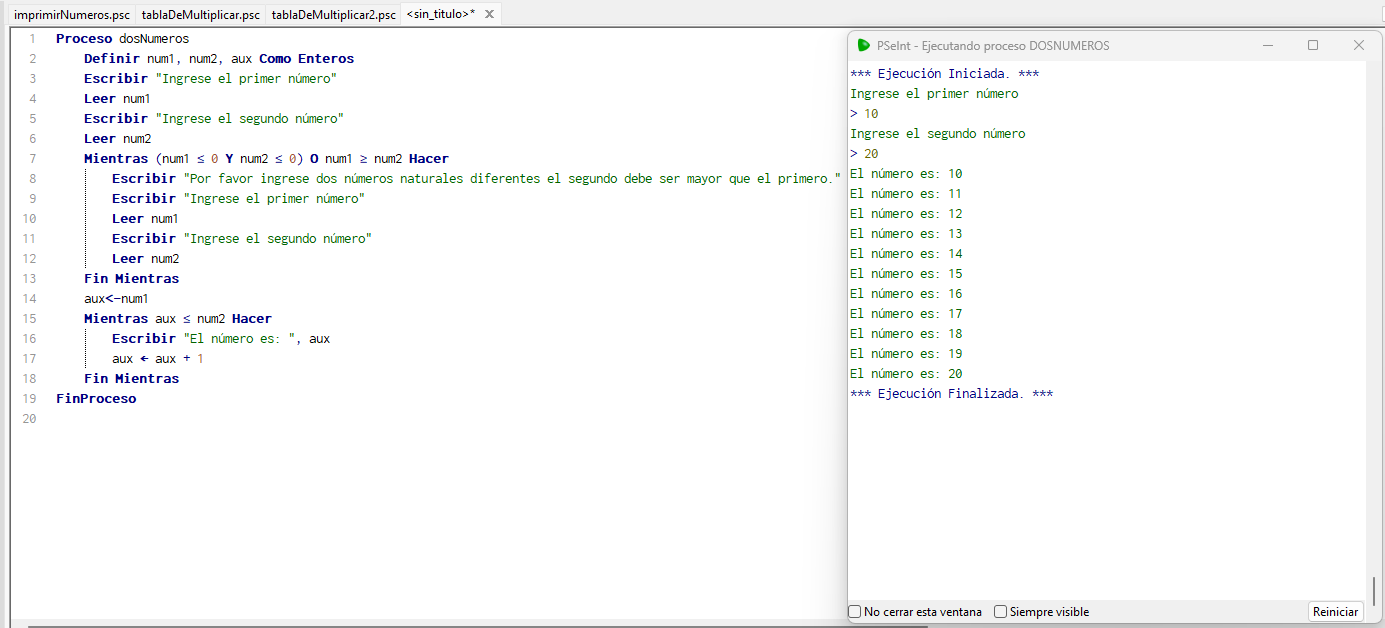 imprimirNumeros.psc tablaDeMultiplicar.psc tablaDeMultiplicar2.psc <sin_titulo>* X
1 Proceso dosNumeros
2 Definir num1, num2, aux Como Enteros
3 Escribir "Ingrese el primer número"
4 Leer num1
5 Escribir "Ingrese el segundo número"
6 Leer num2
7 Mientras (num1 ≤ 0 Y num2 ≤ 0) O num1 ≥ num2 Hacer
8 Escribir "Por favor ingrese dos números naturales diferentes el segundo debe ser mayor que el primero."
9 Escribir "Ingrese el primer número"
10 Leer num1
11 Escribir "Ingrese el segundo número"
12 Leer num2
13 Fin Mientras
14 aux<-num1
15 Mientras aux ≤ num2 Hacer
16 Escribir "El número es: ", aux
17 aux ← aux + 1
18 Fin Mientras
19 FinProceso
20
PSeInt - Ejecutando proceso DOSNUMEROS
*** Ejecución Iniciada. ***
Ingrese el primer número
> 10
Ingrese el segundo número
> 20
El número es: 10
El número es: 11
El número es: 12
El número es: 13
El número es: 14
El número es: 15
El número es: 16
El número es: 17
El número es: 18
El número es: 19
El número es: 20
*** Ejecución Finalizada. ***
No cerrar esta ventana Siempre visible Reiniciar